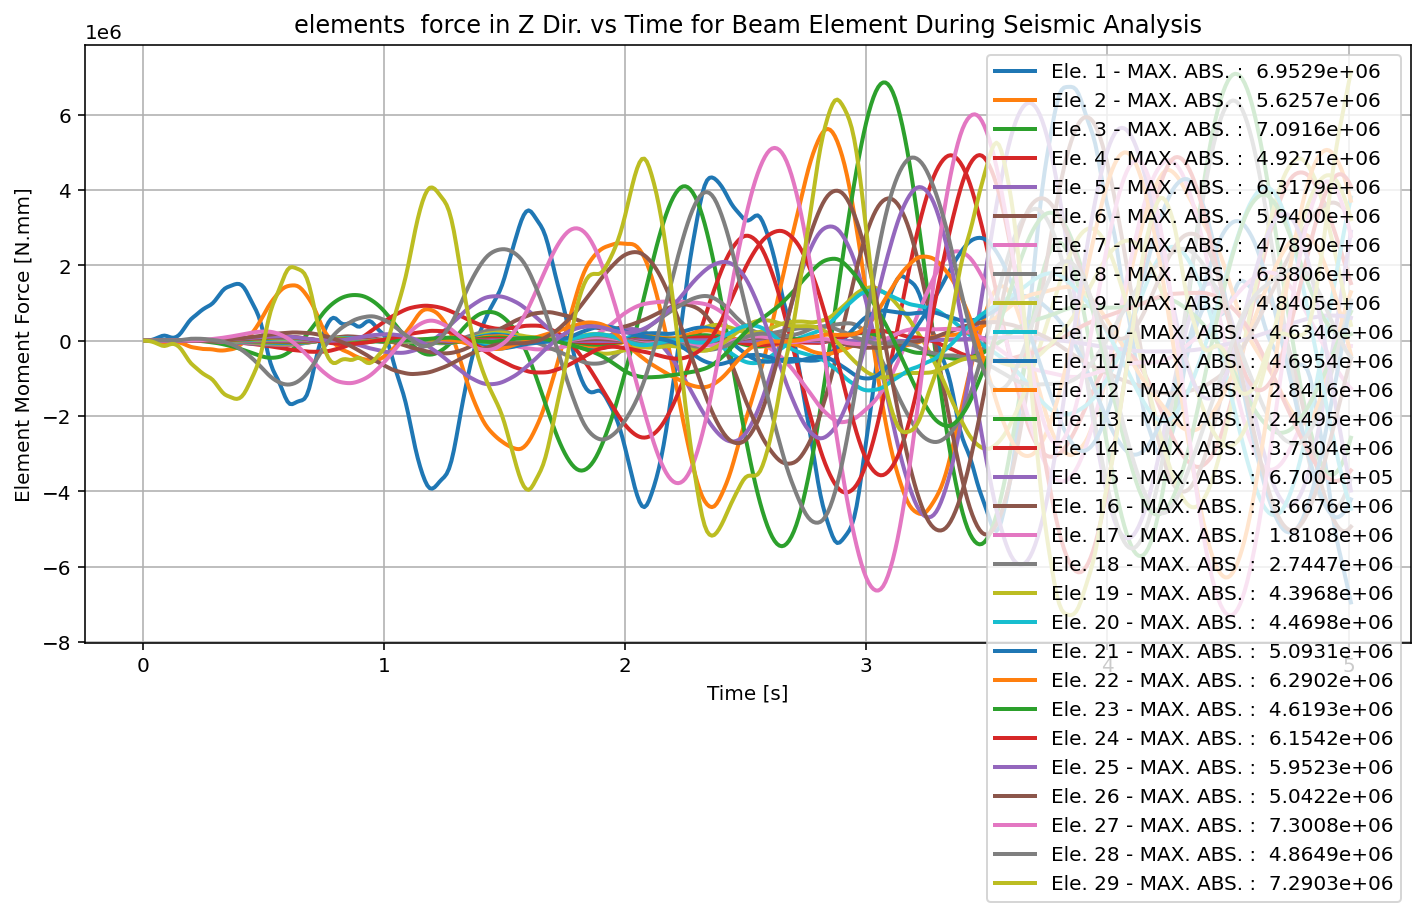 elements  force in Z Dir. vs Time for Beam Element During Seismic Analysis
1e6
Element Moment Force [N.mm]
6
4
2
0
−2
−4
−6
−8
0
1
2
3
4
5
Time [s]
Ele. 1 - MAX. ABS. :  6.9529e+06
Ele. 2 - MAX. ABS. :  5.6257e+06
Ele. 3 - MAX. ABS. :  7.0916e+06
Ele. 4 - MAX. ABS. :  4.9271e+06
Ele. 5 - MAX. ABS. :  6.3179e+06
Ele. 6 - MAX. ABS. :  5.9400e+06
Ele. 7 - MAX. ABS. :  4.7890e+06
Ele. 8 - MAX. ABS. :  6.3806e+06
Ele. 9 - MAX. ABS. :  4.8405e+06
Ele. 10 - MAX. ABS. :  4.6346e+06
Ele. 11 - MAX. ABS. :  4.6954e+06
Ele. 12 - MAX. ABS. :  2.8416e+06
Ele. 13 - MAX. ABS. :  2.4495e+06
Ele. 14 - MAX. ABS. :  3.7304e+06
Ele. 15 - MAX. ABS. :  6.7001e+05
Ele. 16 - MAX. ABS. :  3.6676e+06
Ele. 17 - MAX. ABS. :  1.8108e+06
Ele. 18 - MAX. ABS. :  2.7447e+06
Ele. 19 - MAX. ABS. :  4.3968e+06
Ele. 20 - MAX. ABS. :  4.4698e+06
Ele. 21 - MAX. ABS. :  5.0931e+06
Ele. 22 - MAX. ABS. :  6.2902e+06
Ele. 23 - MAX. ABS. :  4.6193e+06
Ele. 24 - MAX. ABS. :  6.1542e+06
Ele. 25 - MAX. ABS. :  5.9523e+06
Ele. 26 - MAX. ABS. :  5.0422e+06
Ele. 27 - MAX. ABS. :  7.3008e+06
Ele. 28 - MAX. ABS. :  4.8649e+06
Ele. 29 - MAX. ABS. :  7.2903e+06